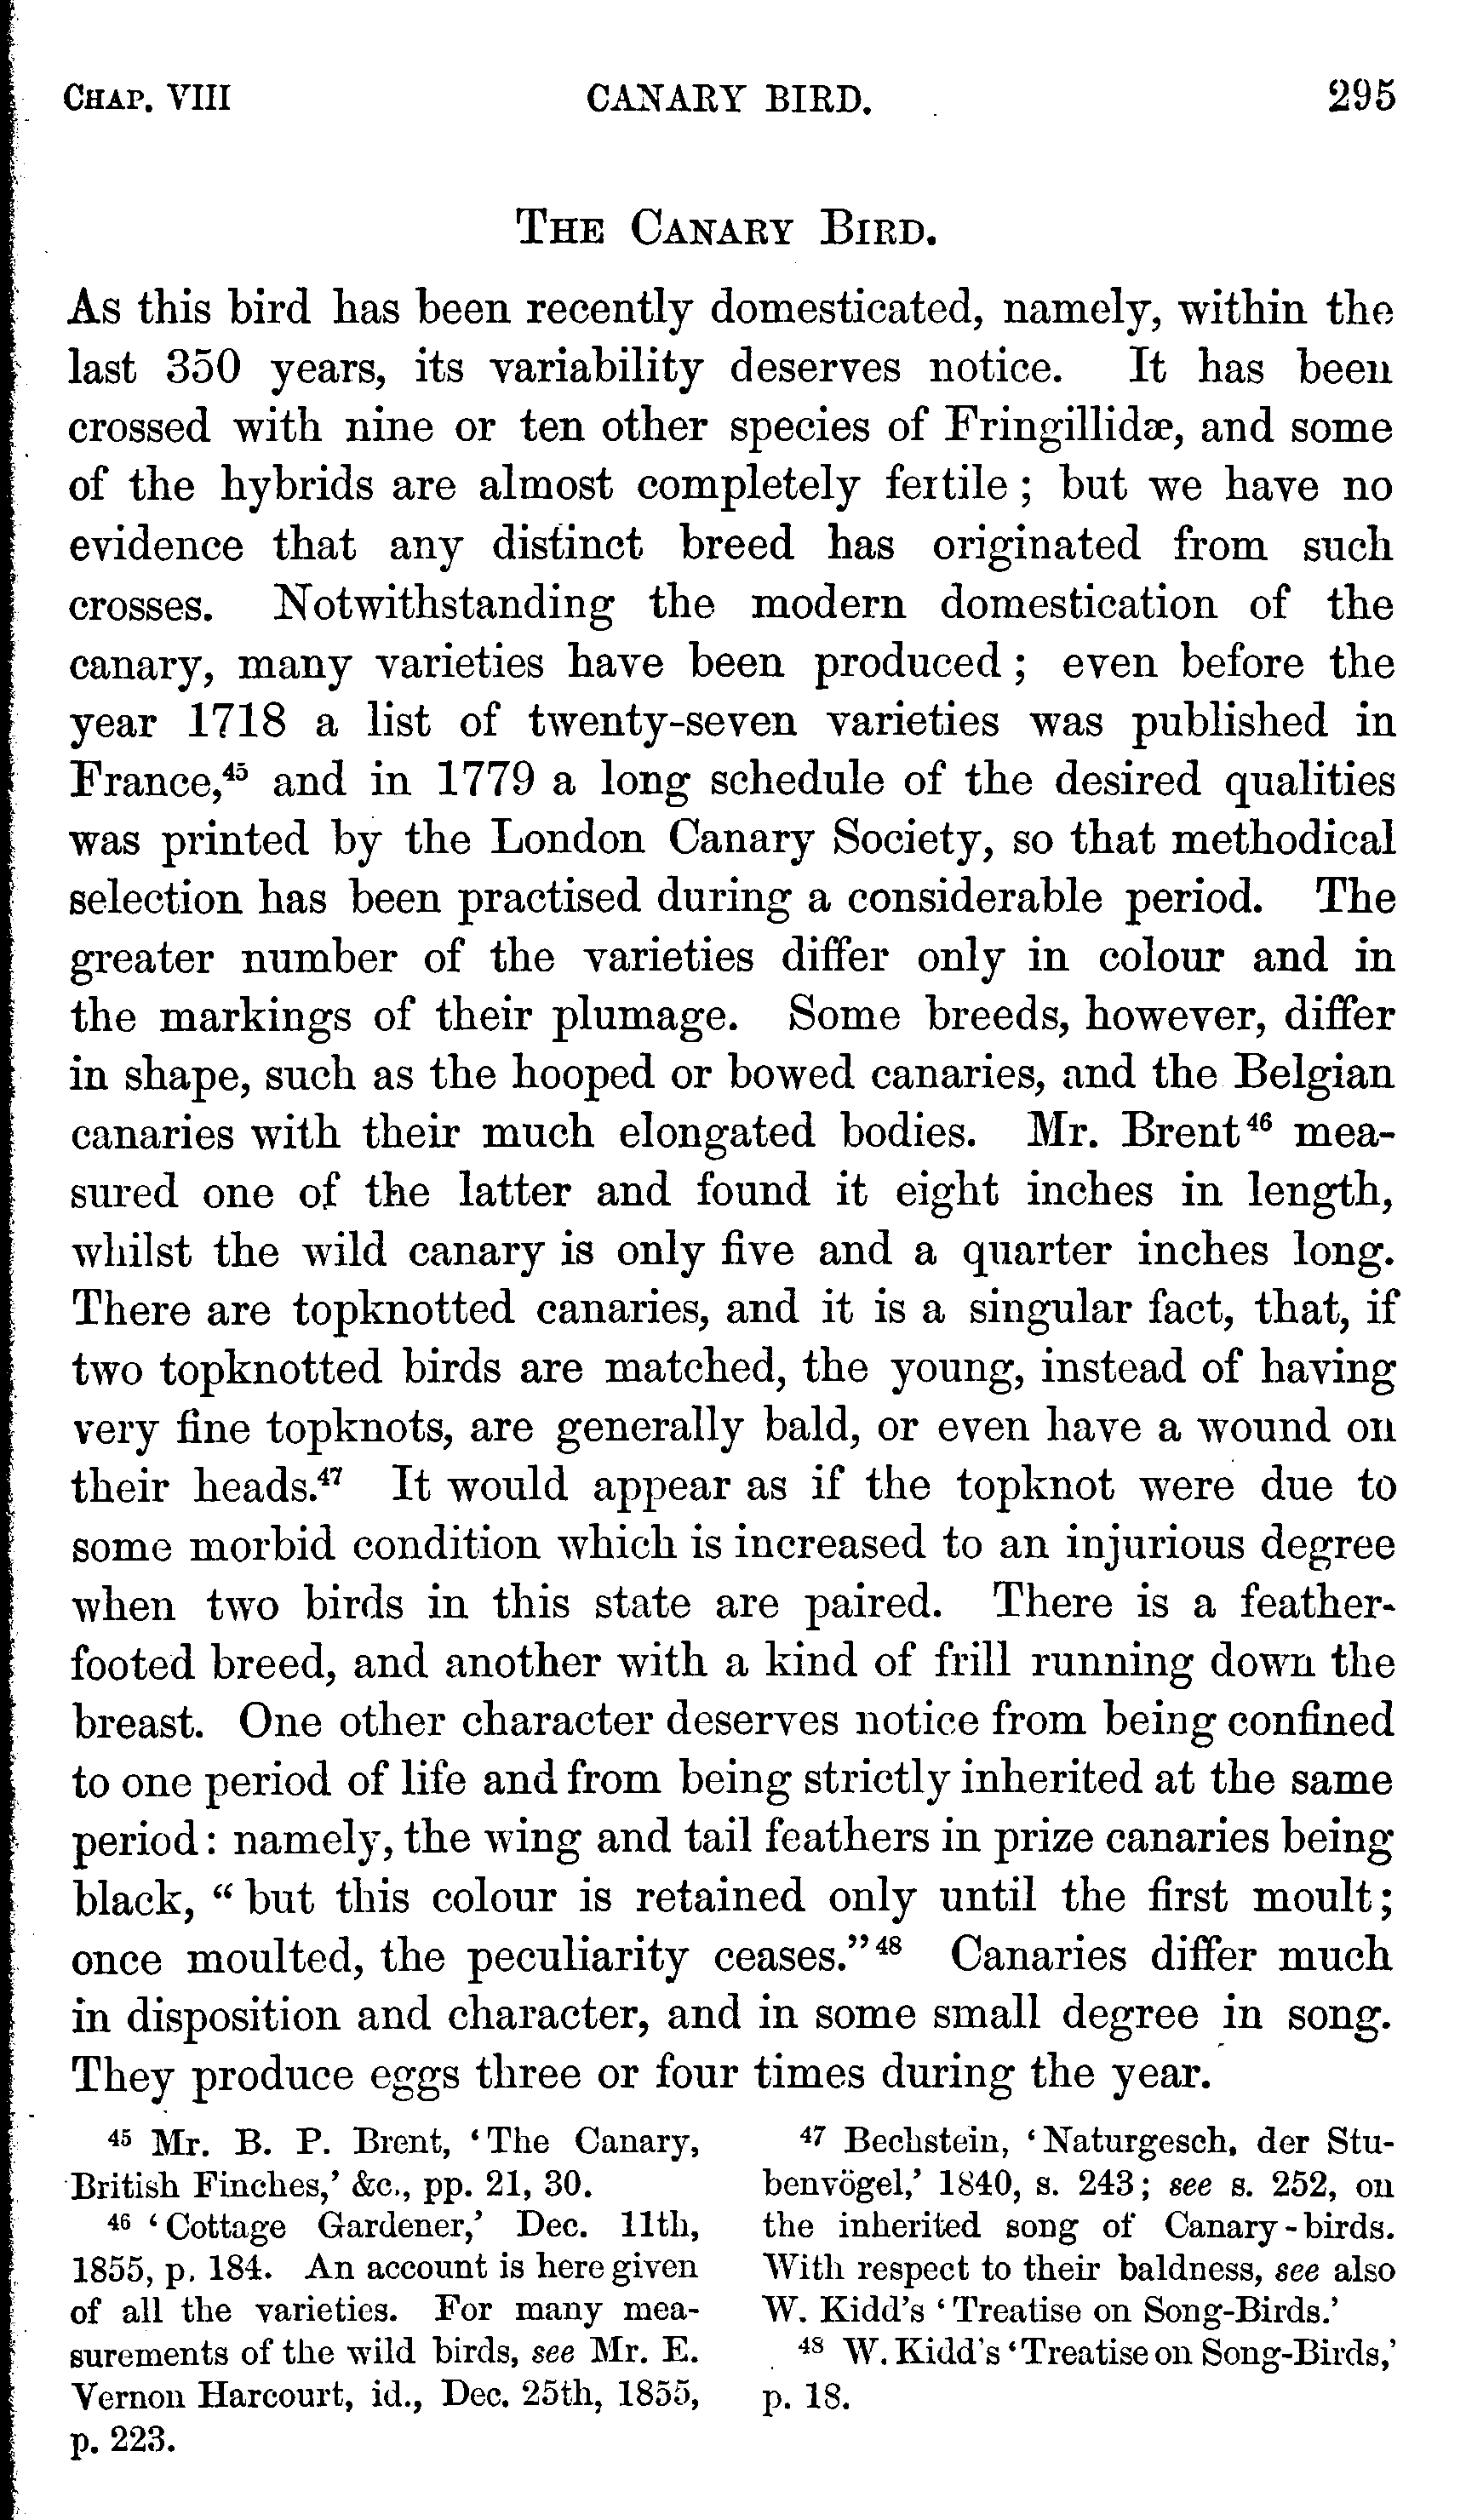 CHAP. VIII CANARY BIRD. 295
THE CANARY BIRD.
As this bird has been recently domesticated, namely, within the
last 350 years, its variability deserves notice. It has been
crossed with nine or ten other species of Fringillidæ, and some
of the hybrids are almost completely fertile; but we have no
evidence that any distinct breed has originated from such
crosses. Notwithstanding the modern domestication of the
canary, many varieties have been produced; even before the
year 1718 a list of twenty-seven varieties was published in
France,⁴⁵ and in 1779 a long schedule of the desired qualities
was printed by the London Canary Society, so that methodical
selection has been practised during a considerable period. The
greater number of the varieties differ only in colour and in
the markings of their plumage. Some breeds, however, differ
in shape, such as the hooped or bowed canaries, and the Belgian
canaries with their much elongated bodies. Mr. Brent⁴⁶ mea-
sured one of the latter and found it eight inches in length,
whilst the wild canary is only five and a quarter inches long.
There are topknotted canaries, and it is a singular fact, that, if
two topknotted birds are matched, the young, instead of having
very fine topknots, are generally bald, or even have a wound on
their heads.⁴⁷ It would appear as if the topknot were due to
some morbid condition which is increased to an injurious degree
when two birds in this state are paired. There is a feather-
footed breed, and another with a kind of frill running down the
breast. One other character deserves notice from being confined
to one period of life and from being strictly inherited at the same
period: namely, the wing and tail feathers in prize canaries being
black, "but this colour is retained only until the first moult;
once moulted, the peculiarity ceases."⁴⁸ Canaries differ much
in disposition and character, and in some small degree in song.
They produce eggs three or four times during the year.
⁴⁵ Mr. B. P. Brent, 'The Canary,
British Finches,' &c., pp. 21, 30.
⁴⁶ 'Cottage Gardener,' Dec. 11th,
1855, p. 184. An account is here given
of all the varieties. For many mea-
surements of the wild birds, see Mr. E.
Vernon Harcourt, id., Dec. 25th, 1855,
p. 223.
⁴⁷ Bechstein, 'Naturgesch. der Stu-
benvögel,' 1840, s. 243; see s. 252, on
the inherited song of Canary-birds.
With respect to their baldness, see also
W. Kidd's 'Treatise on Song-Birds.'
⁴⁸ W. Kidd's 'Treatise on Song-Birds,'
p. 18.